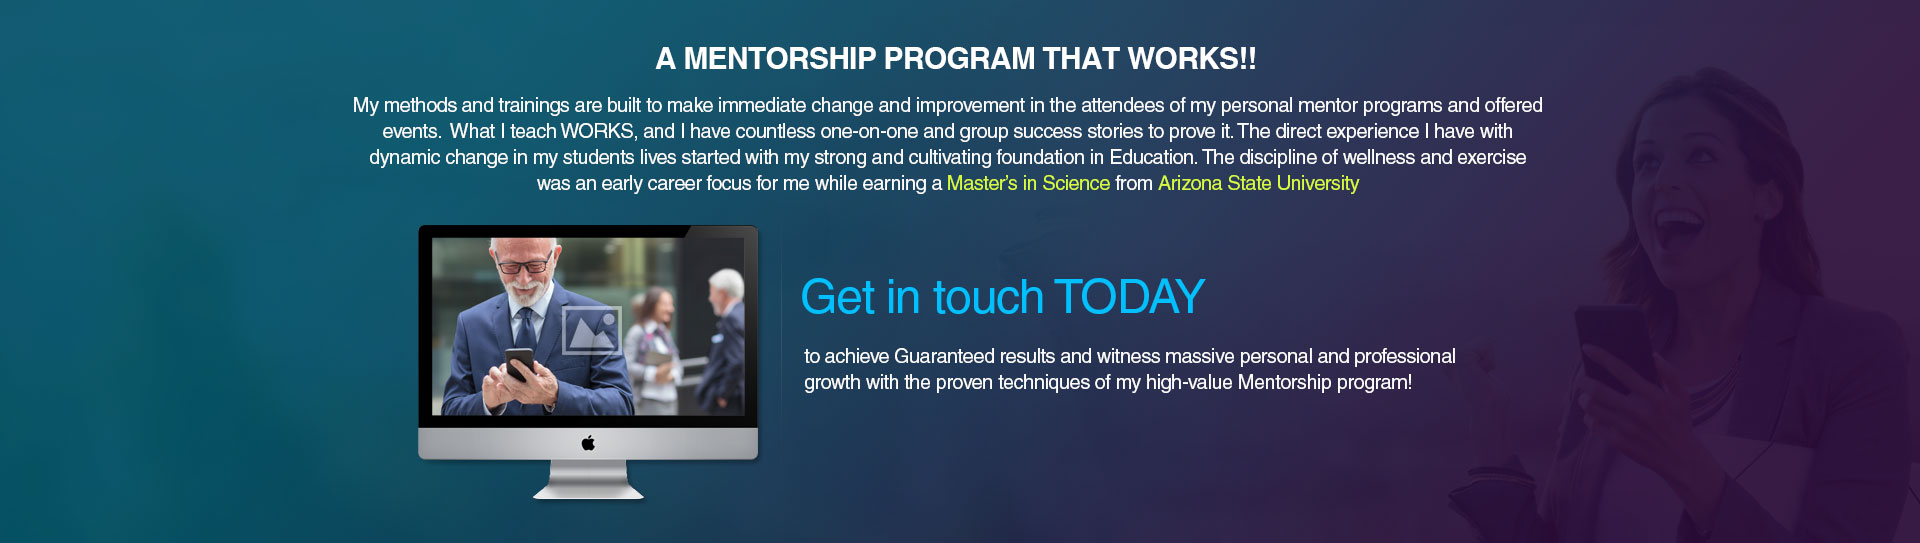 A MENTORSHIP PROGRAM THAT WORKS!!
My methods and trainings are built to make immediate change and improvement in the attendees of my personal mentor programs and offered
events.  What I teach WORKS, and I have countless one-on-one and group success stories to prove it. The direct experience I have with
dynamic change in my students lives started with my strong and cultivating foundation in Education. The discipline of wellness and exercise
was an early career focus for me while earning a Master's in Science from Arizona State University
Get in touch TODAY
to achieve Guaranteed results and witness massive personal and professional
growth with the proven techniques of my high-value Mentorship program!